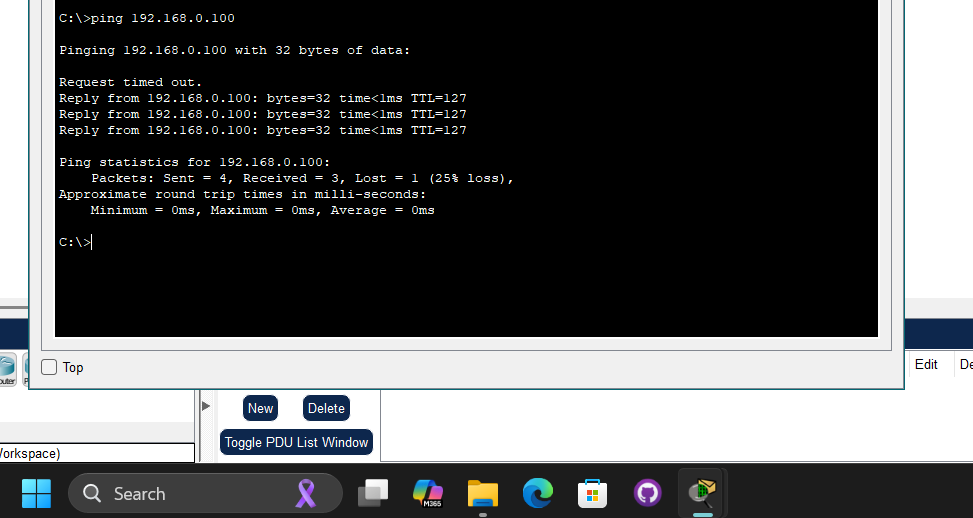 C:\>ping 192.168.0.100
Pinging 192.168.0.100 with 32 bytes of data:
Request timed out.
Reply from 192.168.0.100: bytes=32 time<1ms TTL=127
Reply from 192.168.0.100: bytes=32 time<1ms TTL=127
Reply from 192.168.0.100: bytes=32 time<1ms TTL=127
Ping statistics for 192.168.0.100:
Packets: Sent = 4, Received = 3, Lost = 1 (25% loss),
Approximate round trip times in milli-seconds:
Minimum = 0ms, Maximum = 0ms, Average = 0ms
C:\>
Top
Edit
New
Delete
Toggle PDU List Window
Search
M365